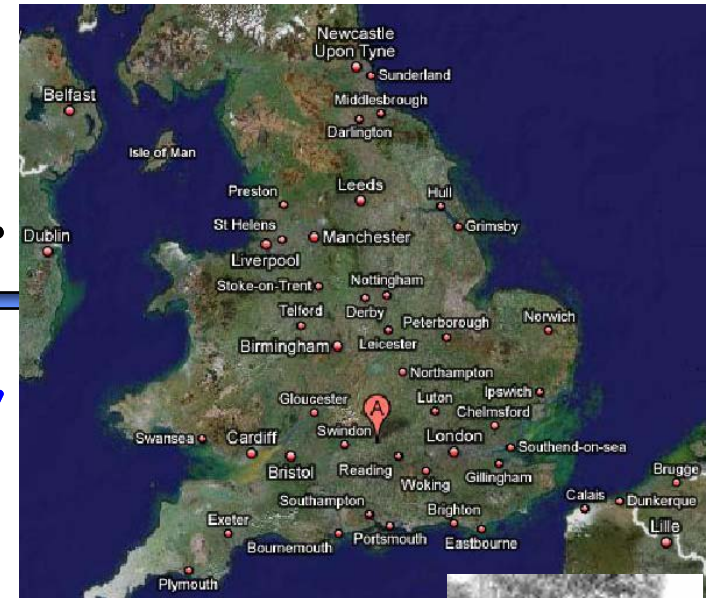 Newcastle
Upon Tyne
Sunderland
Belfast
Middlesbrough
Darlington
Isle of Man
Preston
Leeds
Hull
St Helens
Manchester
Grimsby
Dublin
Liverpool
Stoke-on-Trent
Nottingham
Telford
Derby
Peterborough
Norwich
Birmingham
Leicester
Northampton
Gloucester
A
Luton
Ipswich
Chelmsford
Swansea
Cardiff
Swindon
London
Southend-on-sea
Bristol
Reading
Woking
Gillingham
Brugge
Southampton
Brighton
Calais
Dunkerque
Exeter
Bournemouth
Portsmouth
Eastbourne
Lille
Plymouth